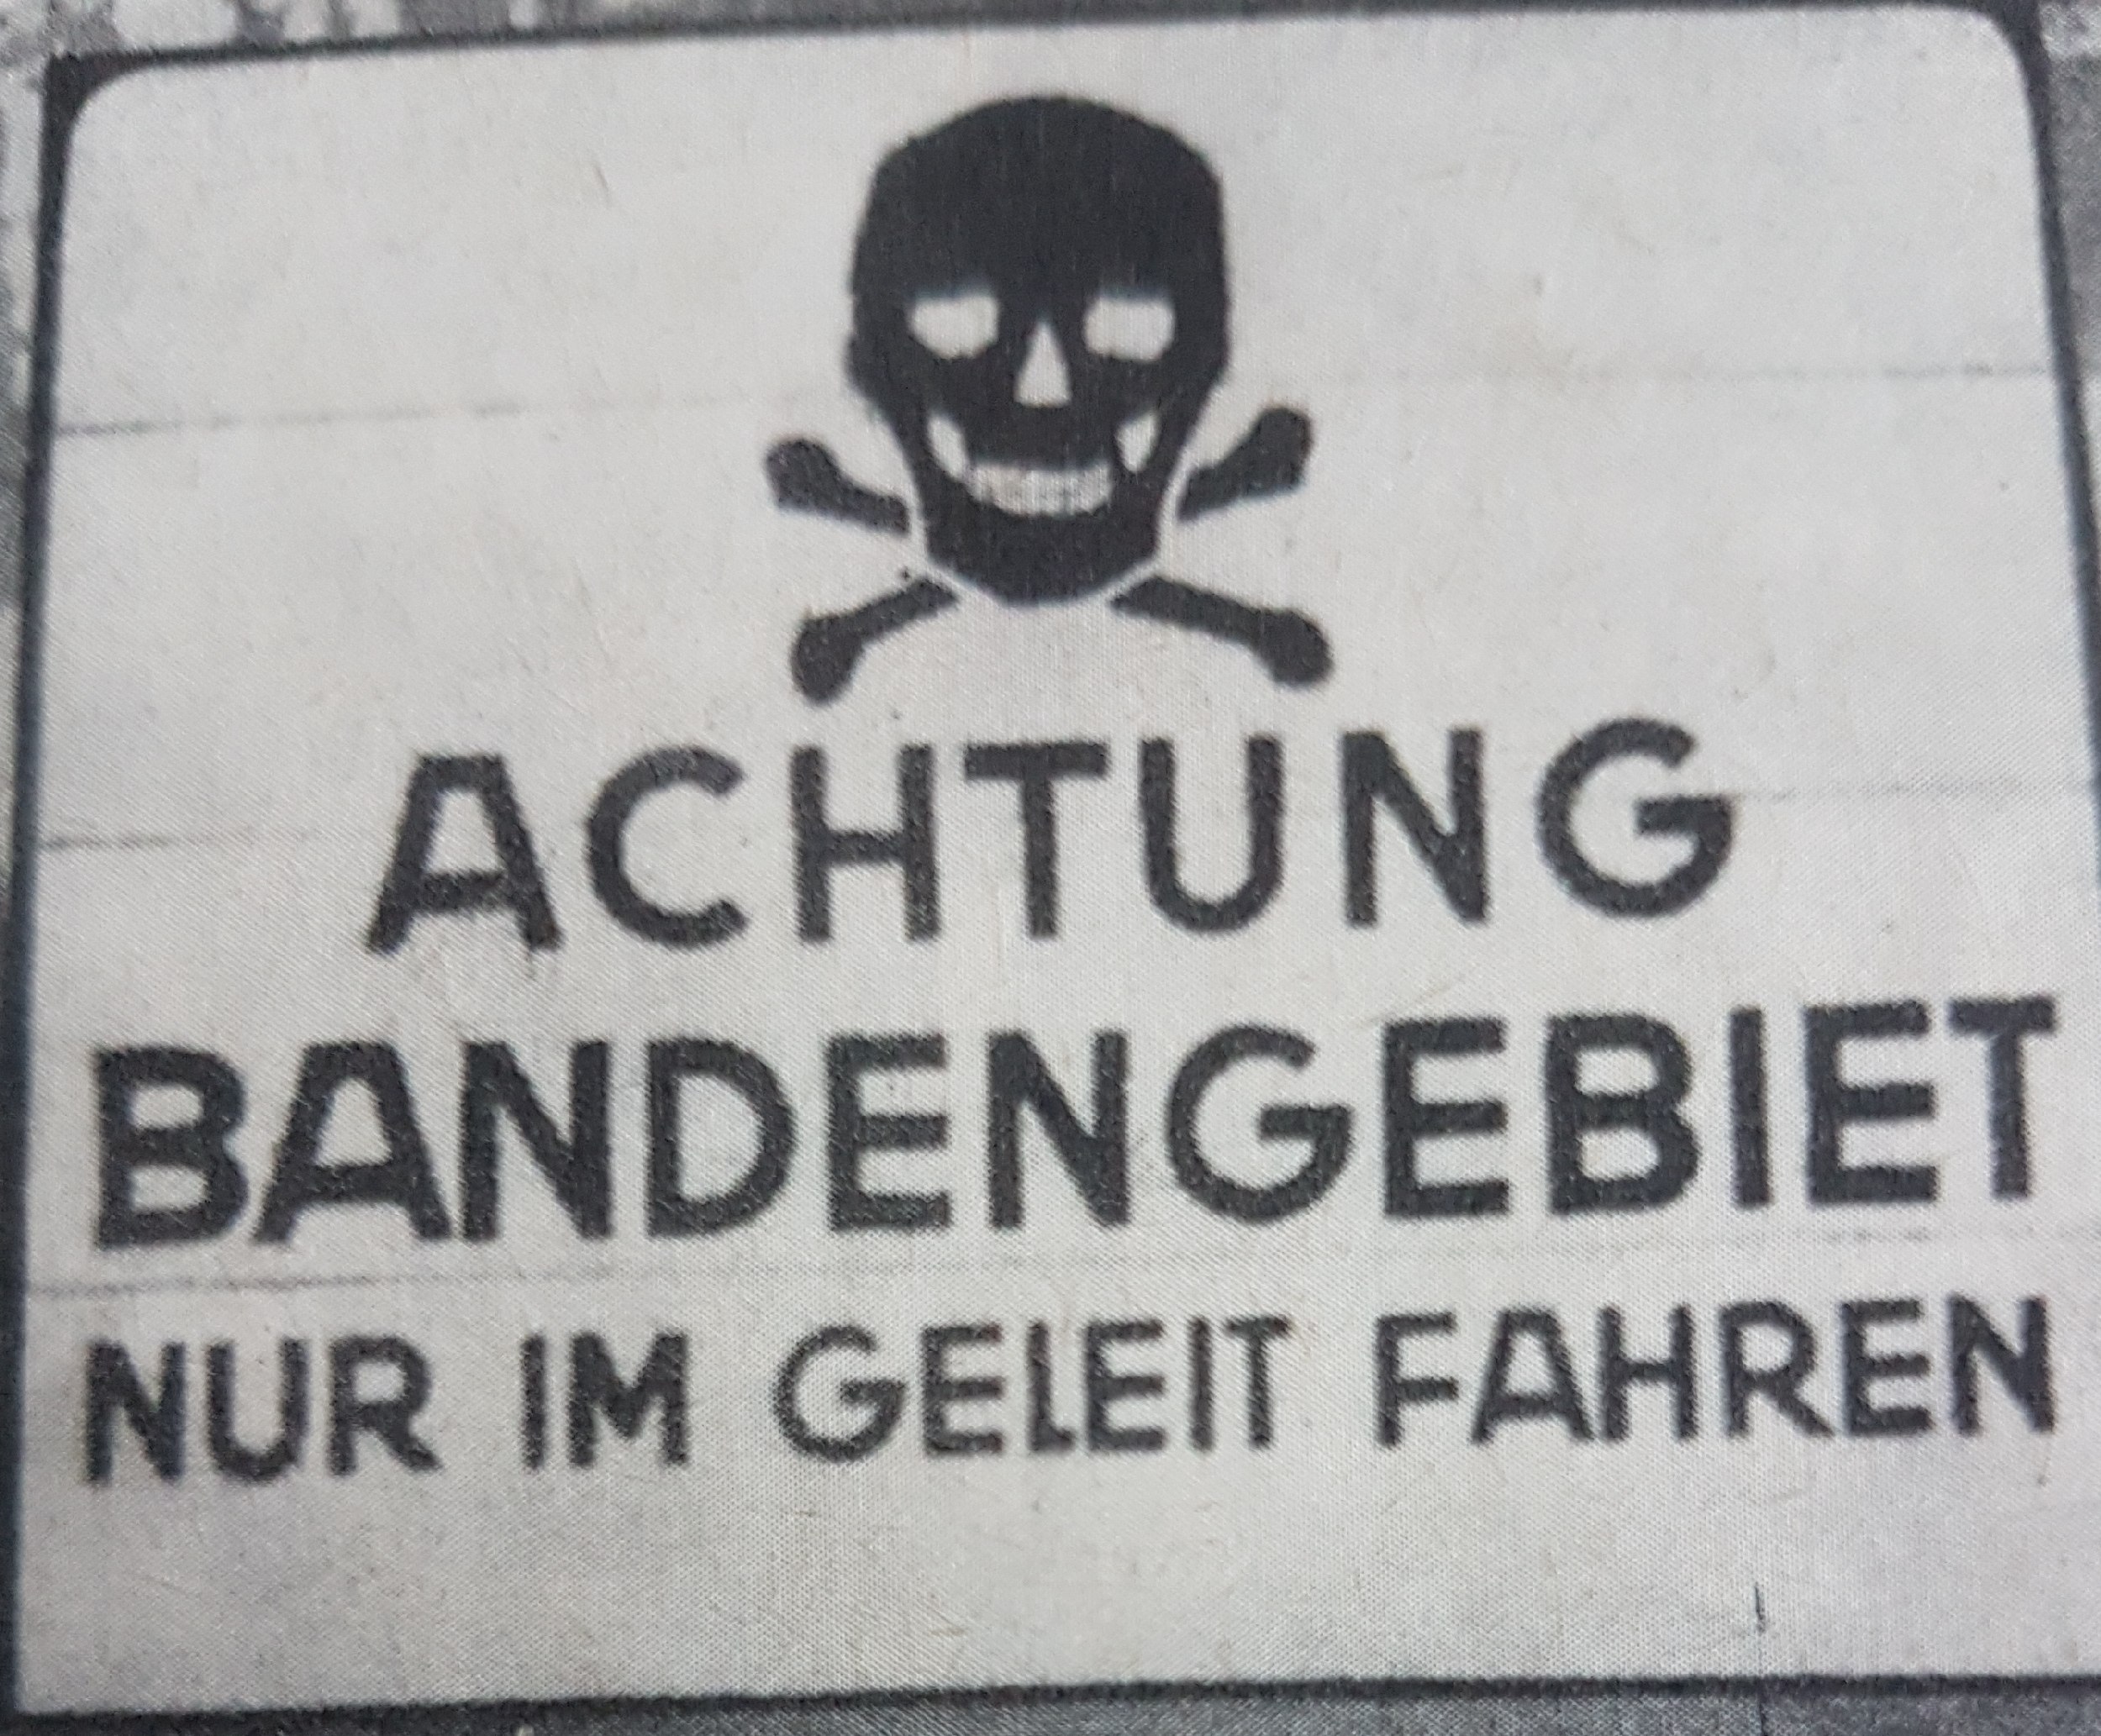 ACHTUNG
BANDENGEBIET
NUR IM GELEIT FAHREN